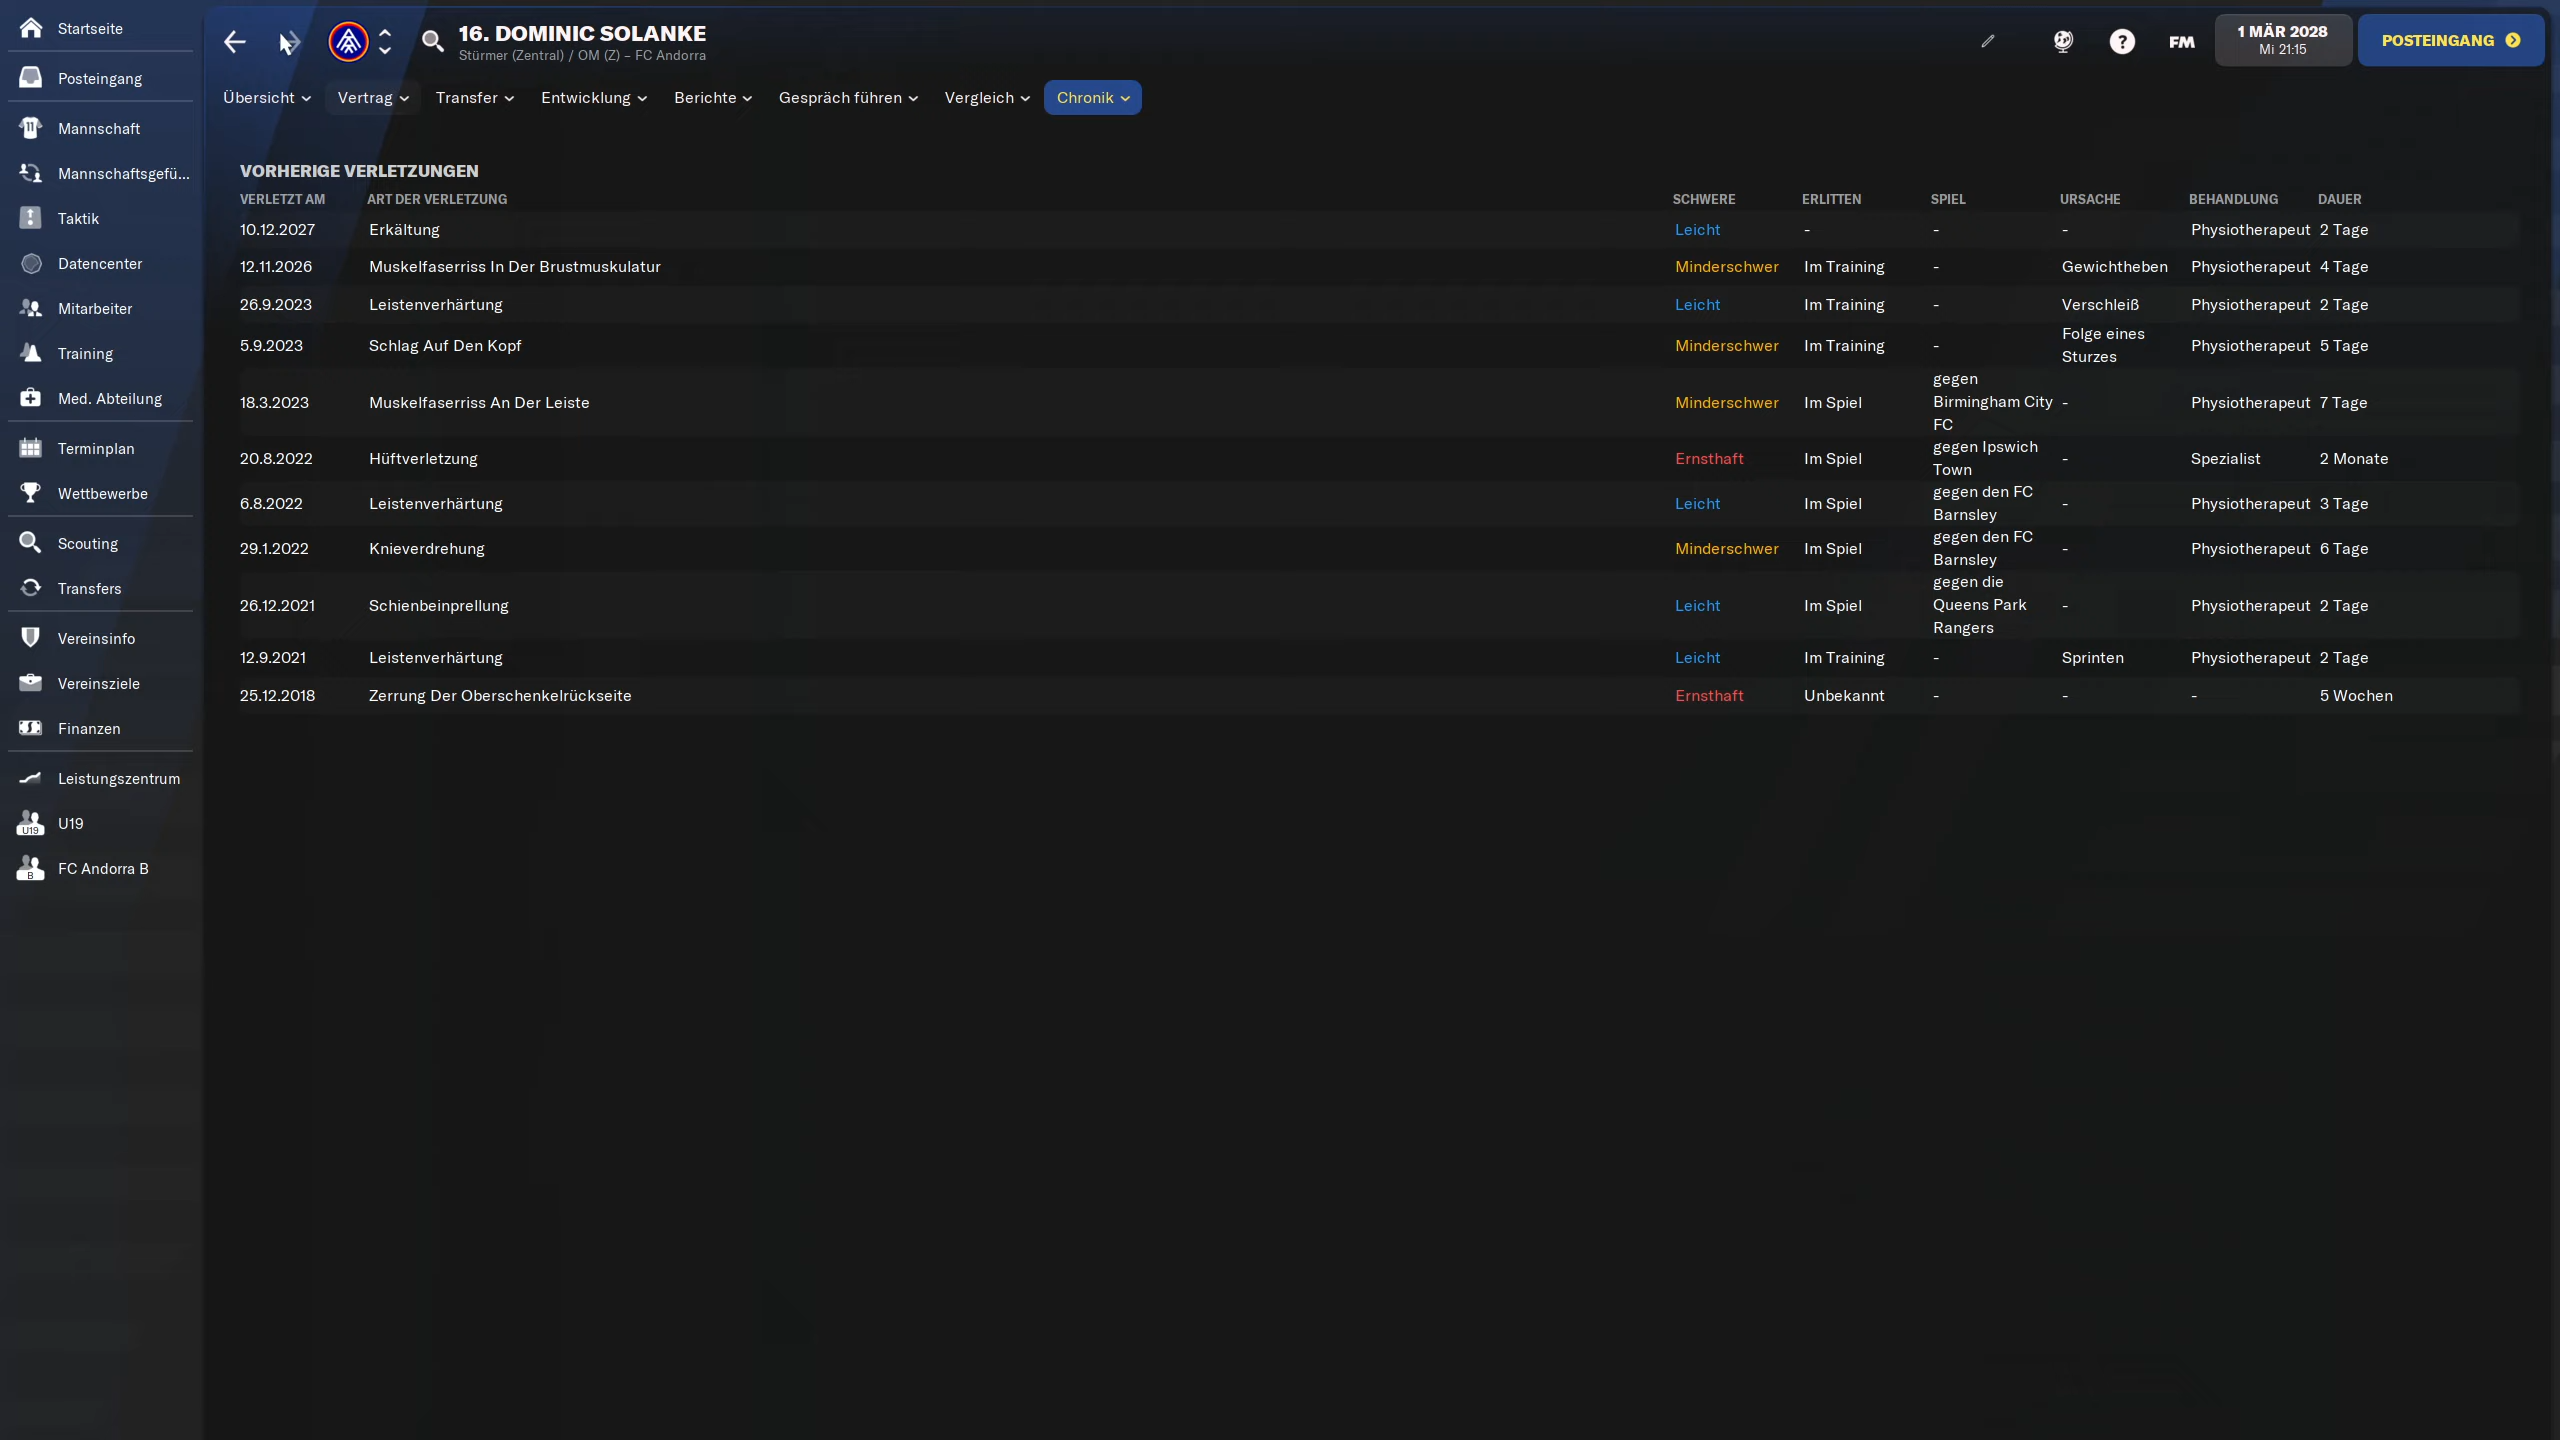 Startseite
Posteingang
Mannschaft
Mannschaftsgefü...
Taktik
Datencenter
Mitarbeiter
Training
Med. Abteilung
Terminplan
Wettbewerbe
Scouting
Transfers
Vereinsinfo
Vereinsziele
Finanzen
Leistungszentrum
U19 U19
B FC Andorra B
16. DOMINIC SOLANKE
Stürmer (Zentral) / OM (Z) – FC Andorra
? FM
1 MÄR 2028
Mi 21:15
POSTEINGANG
Übersicht Vertrag Transfer Entwicklung Berichte Gespräch führen Vergleich Chronik
VORHERIGE VERLETZUNGEN
VERLETZT AM ART DER VERLETZUNG SCHWERE ERLITTEN SPIEL URSACHE BEHANDLUNG DAUER
10.12.2027 Erkältung Leicht - - - Physiotherapeut 2 Tage
12.11.2026 Muskelfaserriss In Der Brustmuskulatur Minderschwer Im Training - Gewichtheben Physiotherapeut 4 Tage
26.9.2023 Leistenverhärtung Leicht Im Training - Verschleiß Physiotherapeut 2 Tage
5.9.2023 Schlag Auf Den Kopf Minderschwer Im Training - Folge eines
Sturzes Physiotherapeut 5 Tage
18.3.2023 Muskelfaserriss An Der Leiste Minderschwer Im Spiel gegen
Birmingham City
FC - Physiotherapeut 7 Tage
20.8.2022 Hüftverletzung Ernsthaft Im Spiel gegen Ipswich
Town - Spezialist 2 Monate
6.8.2022 Leistenverhärtung Leicht Im Spiel gegen den FC
Barnsley - Physiotherapeut 3 Tage
29.1.2022 Knieverdrehung Minderschwer Im Spiel gegen den FC
Barnsley - Physiotherapeut 6 Tage
26.12.2021 Schienbeinprellung Leicht Im Spiel gegen die
Queens Park
Rangers - Physiotherapeut 2 Tage
12.9.2021 Leistenverhärtung Leicht Im Training - Sprinten Physiotherapeut 2 Tage
25.12.2018 Zerrung Der Oberschenkelrückseite Ernsthaft Unbekannt - - - 5 Wochen